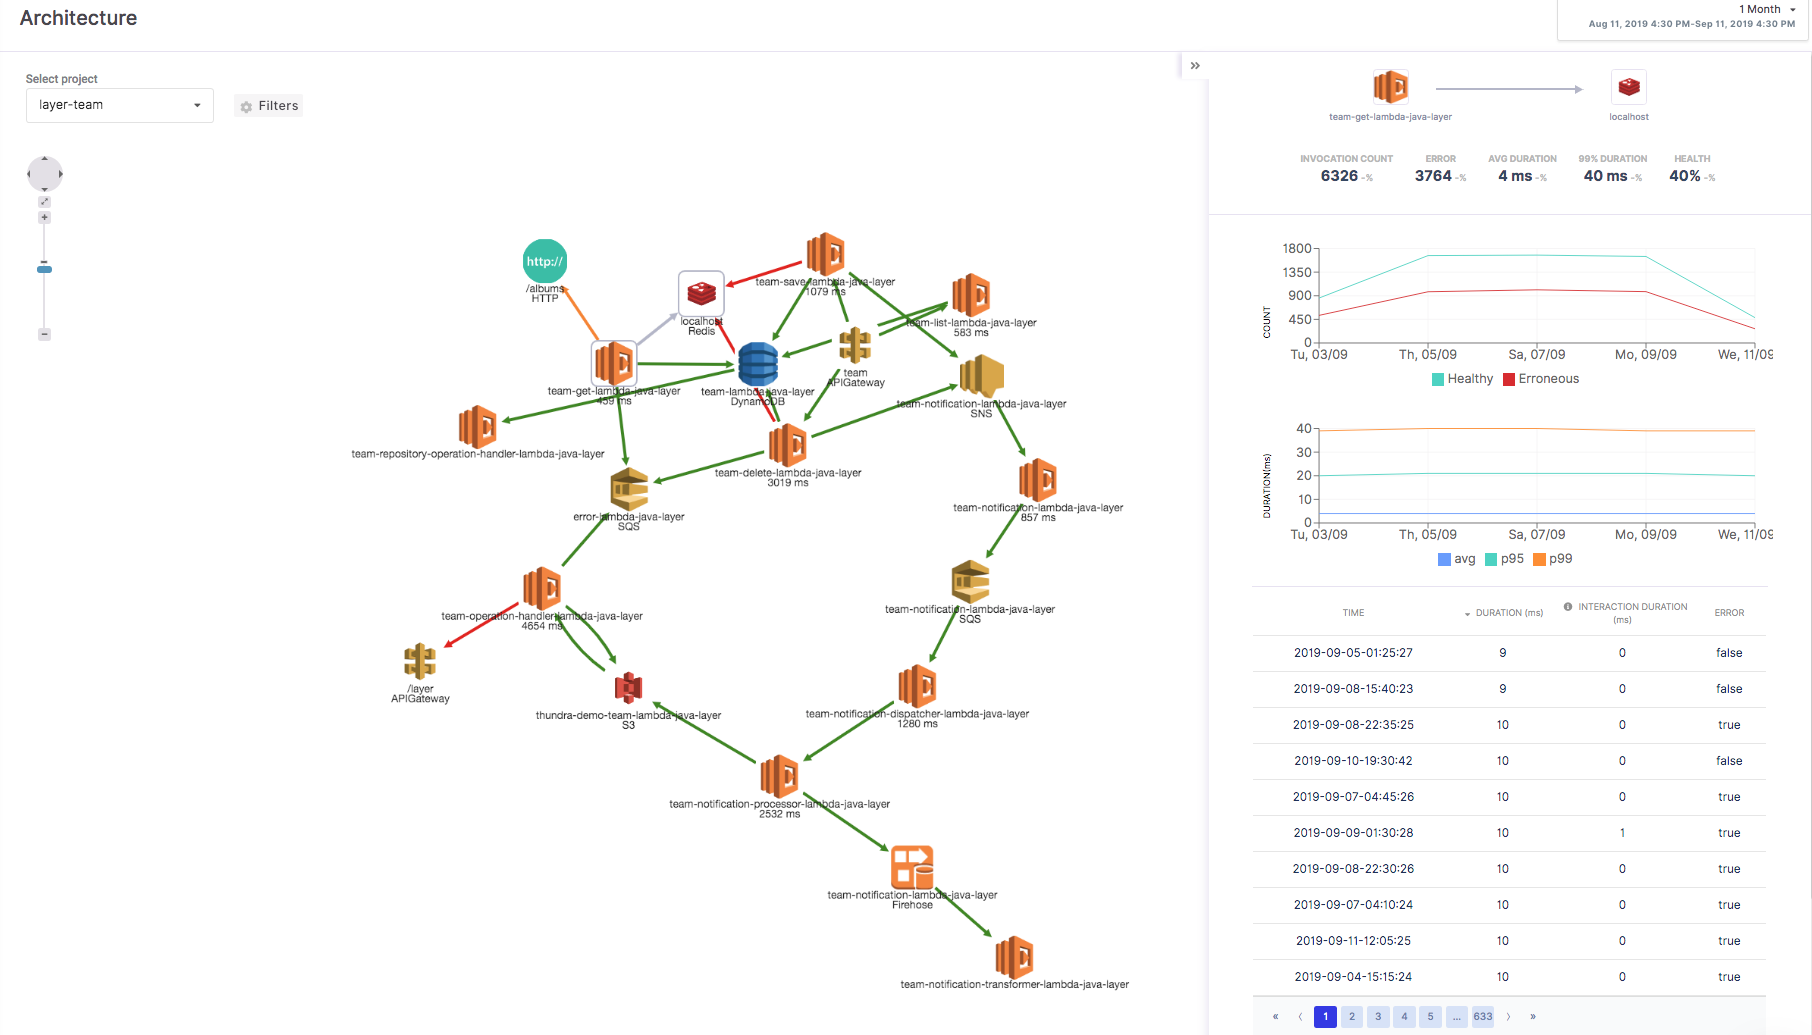 Architecture
1 Month
Aug 11, 2019 4:30 PM-Sep 11, 2019 4:30 PM
Select project
layer-team
Filters
http://
/albums
HTTP
localhost
Redis
team-save-lambda-java-layer
1079 ms
team-list-lambda-java-layer
583 ms
team
APIGateway
team-get-lambda-java-layer
459 ms
team-lambda-java-layer
DynamoDB
team-notification-lambda-java-layer
SNS
team-repository-operation-handler-lambda-java-layer
team-delete-lambda-java-layer
3019 ms
error-lambda-java-layer
SQS
team-notification-lambda-java-layer
857 ms
team-operation-handler-lambda-java-layer
4654 ms
team-notification-lambda-java-layer
SQS
/layer
APIGateway
thundra-demo-team-lambda-java-layer
S3
team-notification-dispatcher-lambda-java-layer
1280 ms
team-notification-processor-lambda-java-layer
2532 ms
team-notification-lambda-java-layer
Firehose
team-notification-transformer-lambda-java-layer
team-get-lambda-java-layer
localhost
INVOCATION COUNT ERROR AVG DURATION 99% DURATION HEALTH
6326 -% 3764 -% 4 ms -% 40 ms -% 40% -%
COUNT
1800
1350
900
450
0
Tu, 03/09 Th, 05/09 Sa, 07/09 Mo, 09/09 We, 11/09
Healthy Erroneous
DURATION(ms)
40
30
20
10
0
Tu, 03/09 Th, 05/09 Sa, 07/09 Mo, 09/09 We, 11/09
avg p95 p99
TIME DURATION (ms) INTERACTION DURATION (ms) ERROR
2019-09-05-01:25:27 9 0 false
2019-09-08-15:40:23 9 0 false
2019-09-08-22:35:25 10 0 true
2019-09-10-19:30:42 10 0 false
2019-09-07-04:45:26 10 0 true
2019-09-09-01:30:28 10 1 true
2019-09-08-22:30:26 10 0 true
2019-09-07-04:10:24 10 0 true
2019-09-11-12:05:25 10 0 true
2019-09-04-15:15:24 10 0 true
« ‹ 1 2 3 4 5 ... 633 › »